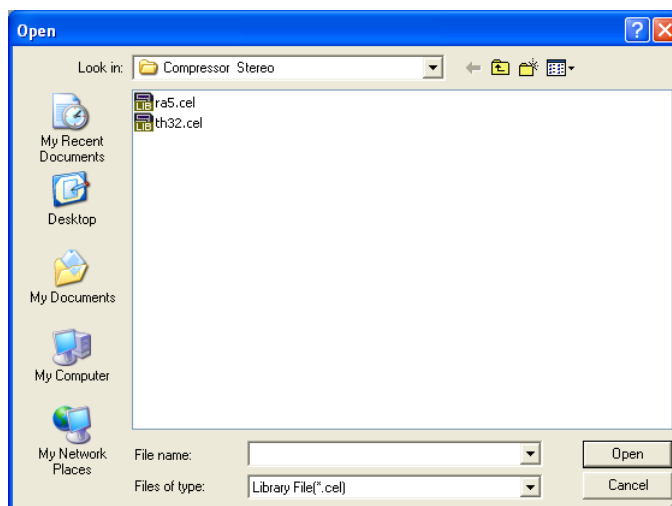 Open
Look in: Compressor Stereo
ra5.cel
th32.cel
My Recent
Documents
Desktop
My Documents
My Computer
My Network
Places
File name:
Open
Files of type: Library File(*.cel)
Cancel